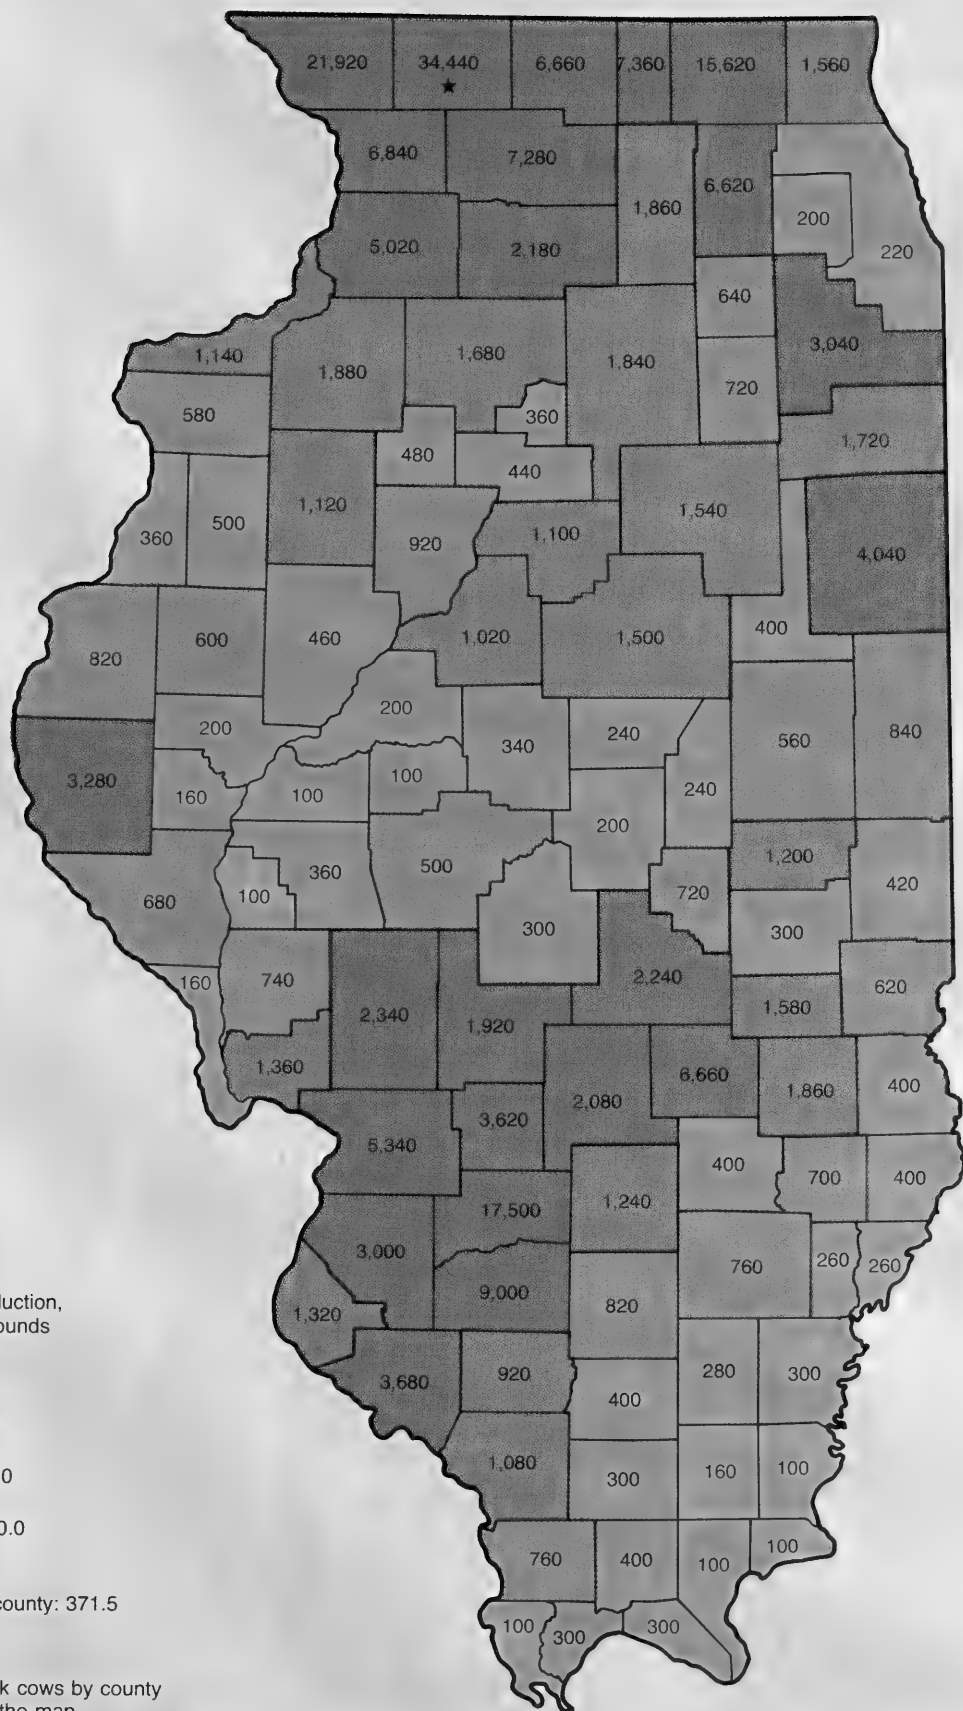 21,920 34,440 6,660 7,360 15,620 1,560
★
6,840 7,280
6,620
1,860 200
5,020 2,180 220
640
3,040
1,140 1,880 1,680 1,840
720
580 360
1,720
480 440
1,120 1,540
500 1,100
360 920 4,040
400
820 600 460 1,020 1,500
200
200 240 560 840
340
3,280 160 100 100 240
200
1,200
360 500
680 100 720 420
300 300
740 2,240
160 620
2,340 1,920 1,580
1,360 6,660 1,860 400
2,080
3,620
5,340
400 700 400
17,500 1,240
3,000
760 260 260
9,000
820
1,320
280 300
3,680 920
400
1,080 160 100
300
760 400 100 100
100 300 300
duction,
ounds
0
0.0
county: 371.5
k cows by county
the map